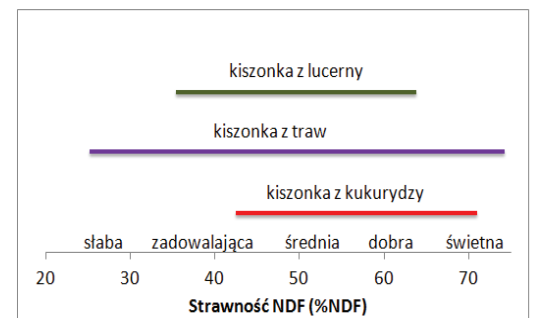 kiszonka z lucerny
kiszonka z traw
kiszonka z kukurydzy
słaba zadowalająca średnia dobra świetna
20 30 40 50 60 70
Strawność NDF (%NDF)